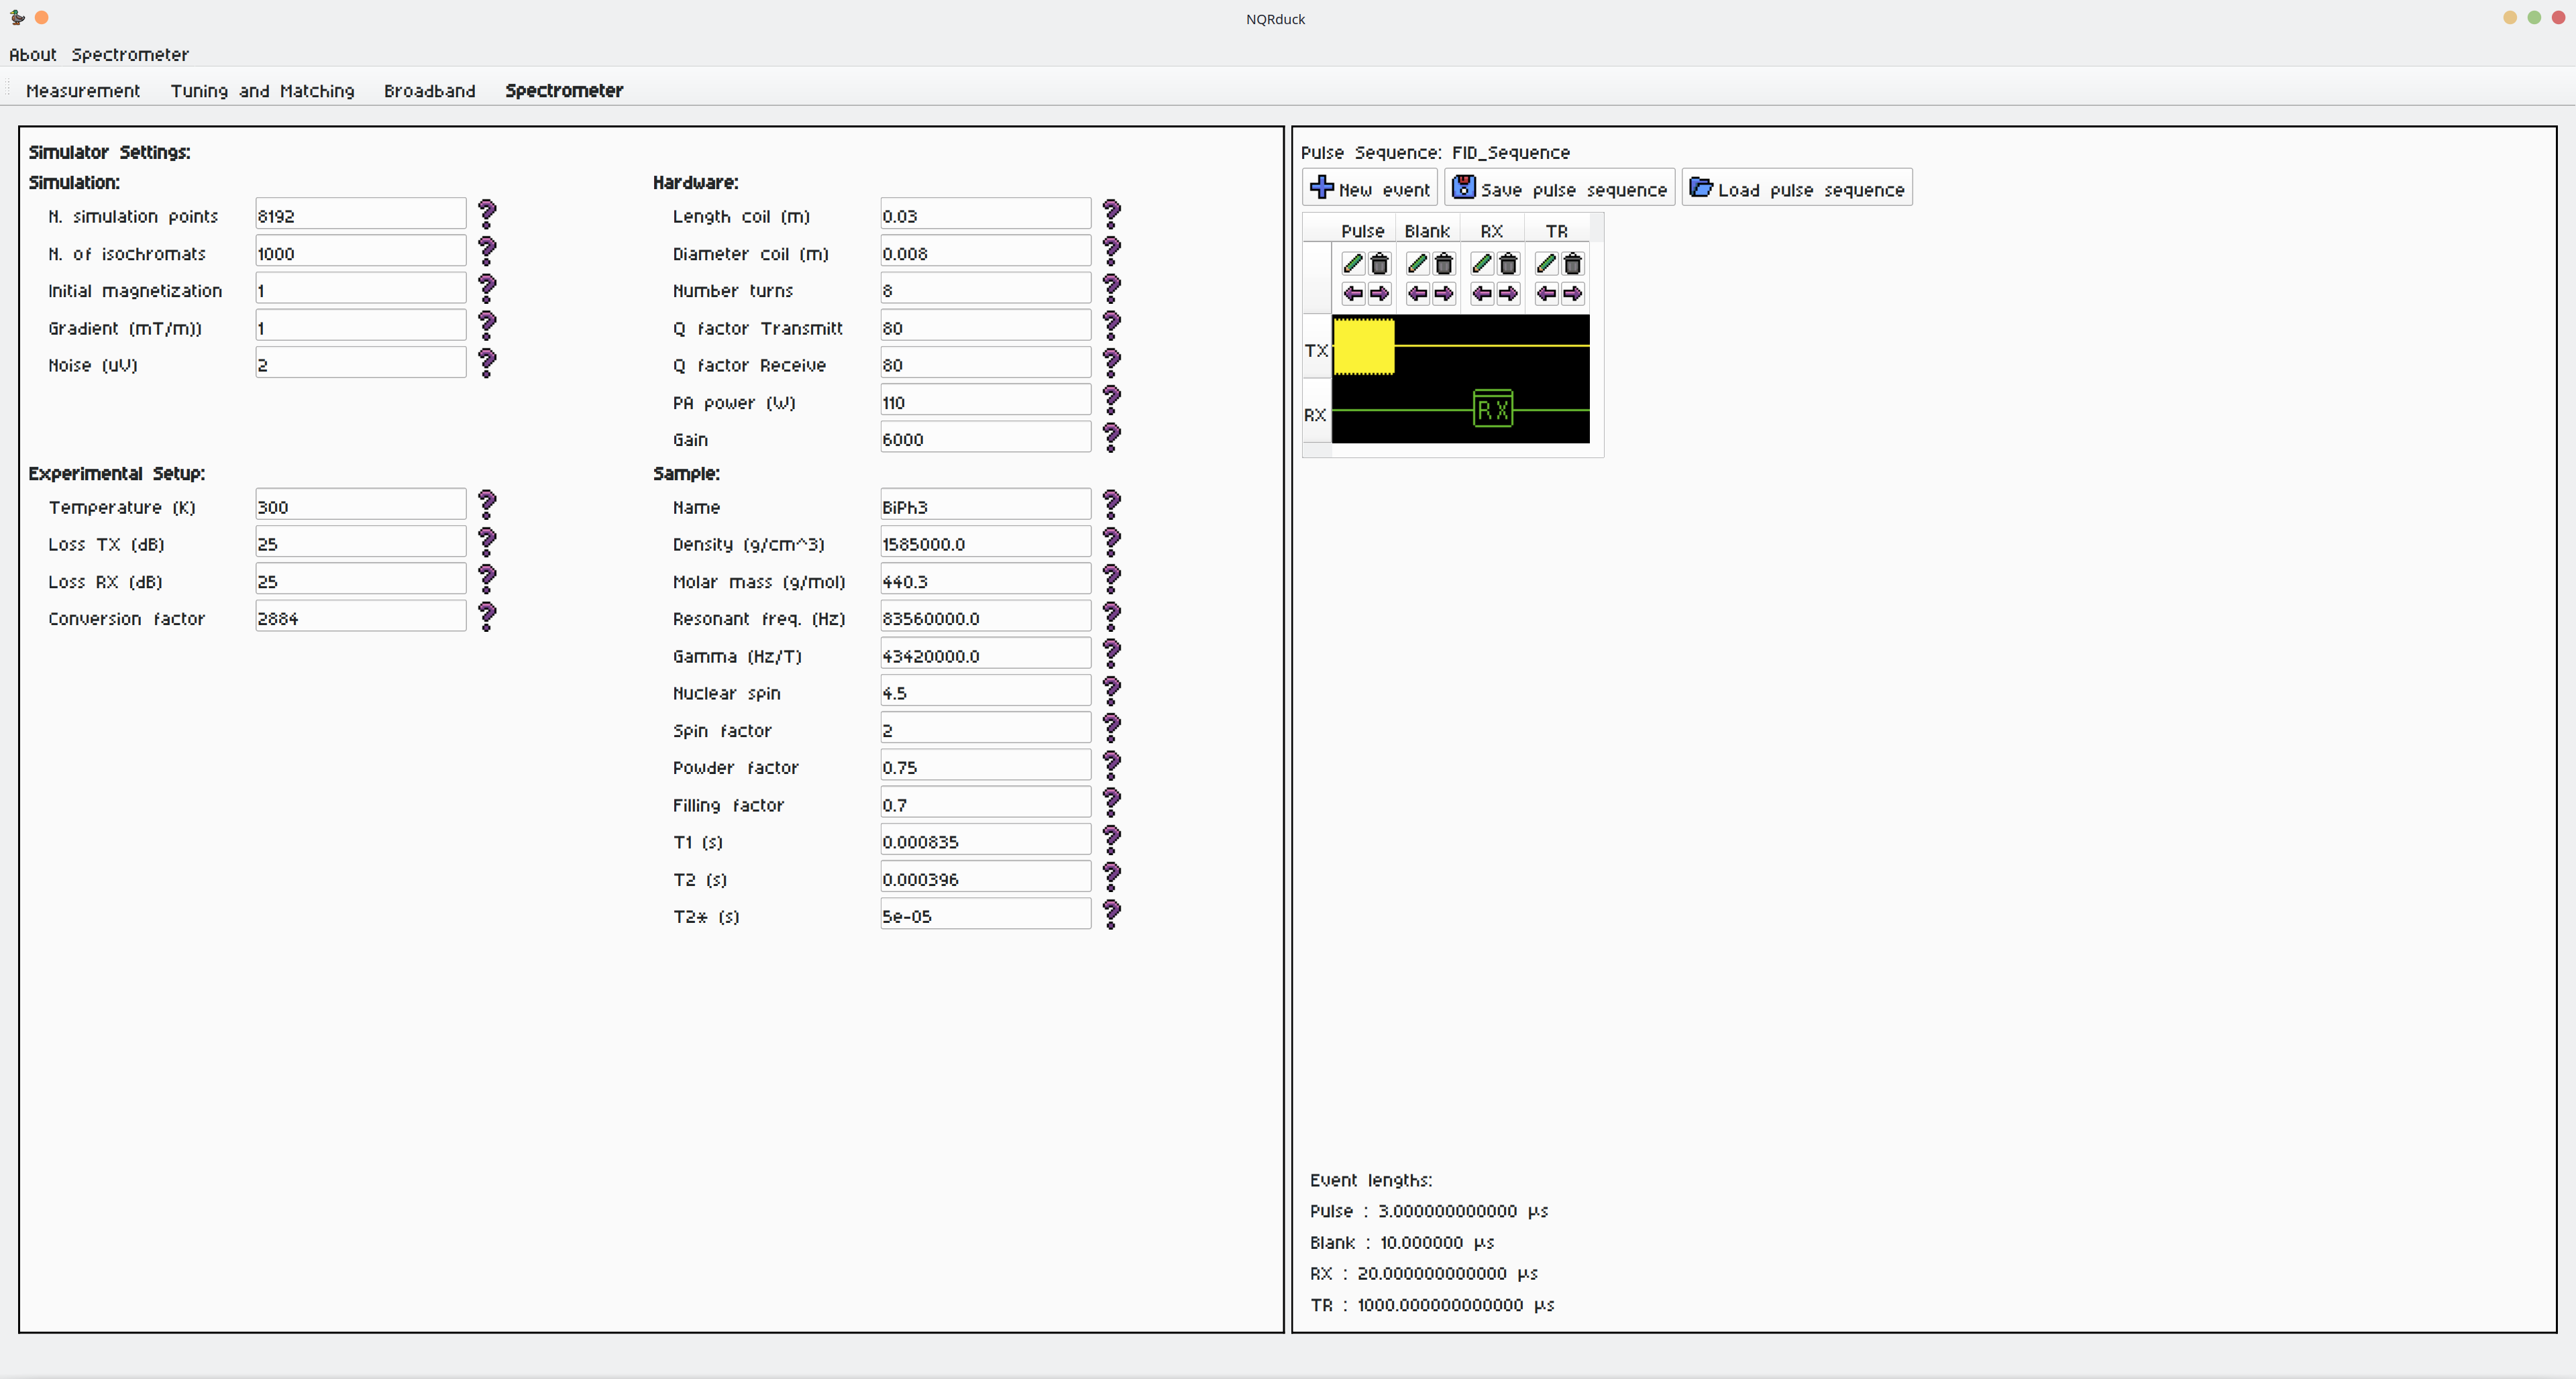 NQRduck
About Spectrometer
Measurement Tuning and Matching Broadband Spectrometer
Simulator Settings:
Simulation:
N. simulation points 8192
N. of isochromats 1000
Initial magnetization 1
Gradient (mT/m)) 1
Noise (uV) 2
Hardware:
Length coil (m) 0.03
Diameter coil (m) 0.008
Number turns 8
Q factor Transmitt 80
Q factor Receive 80
PA power (W) 110
Gain 6000
Experimental Setup:
Temperature (K) 300
Loss TX (dB) 25
Loss RX (dB) 25
Conversion factor 2884
Sample:
Name BiPh3
Density (g/cm^3) 1585000.0
Molar mass (g/mol) 440.3
Resonant freq. (Hz) 83560000.0
Gamma (Hz/T) 43420000.0
Nuclear spin 4.5
Spin factor 2
Powder factor 0.75
Filling factor 0.7
T1 (s) 0.000835
T2 (s) 0.000396
T2* (s) 5e-05
Pulse Sequence: FID_Sequence
New event Save pulse sequence Load pulse sequence
Pulse Blank RX TR
TX
RX RX
Event lengths:
Pulse : 3.000000000000 µs
Blank : 10.000000 µs
RX : 20.000000000000 µs
TR : 1000.000000000000 µs